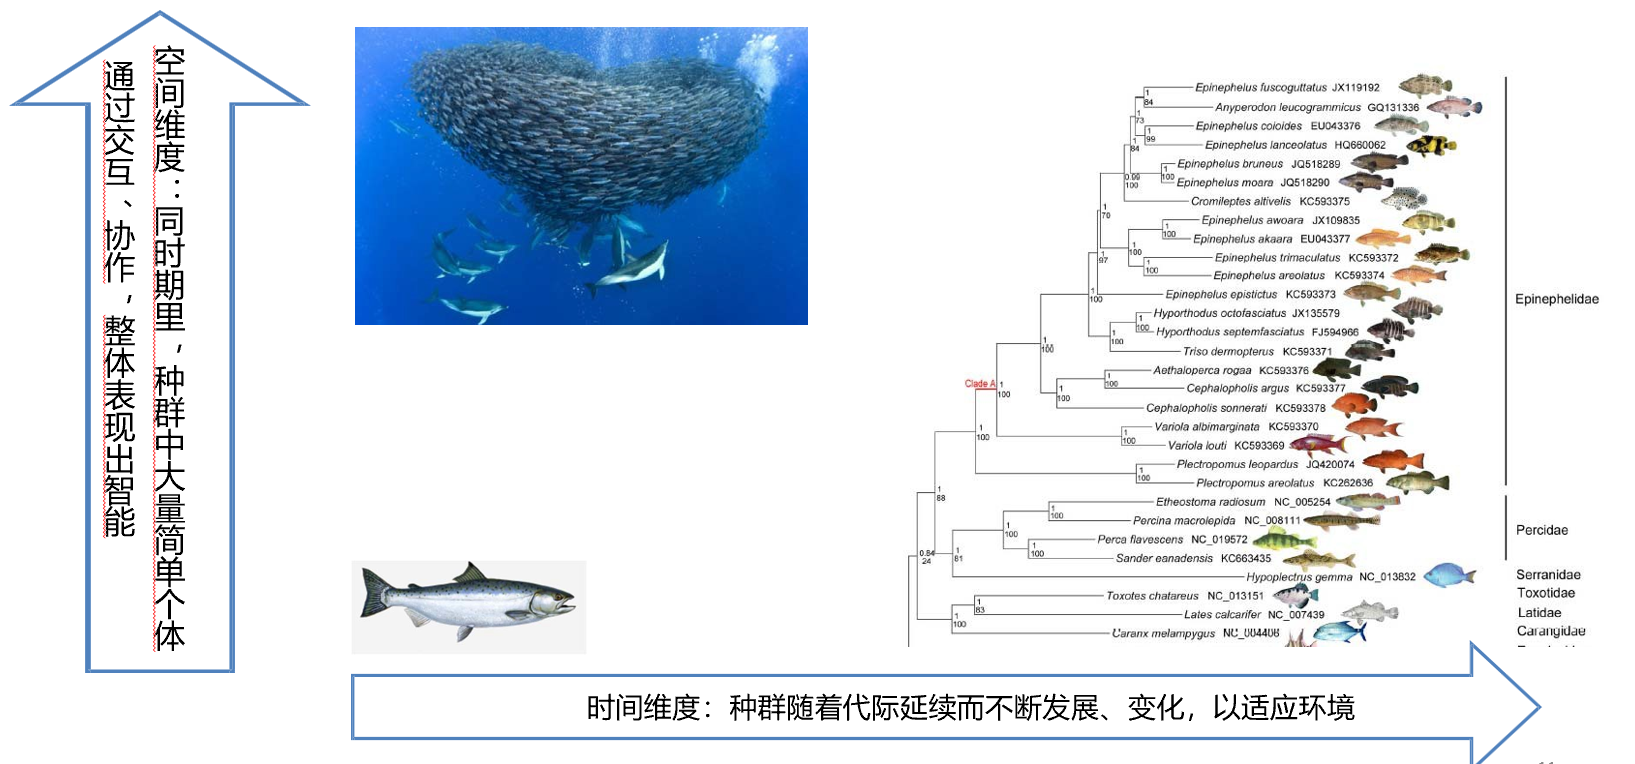 空间维度：同时期里，种群中大量简单个体
通过交互、协作，整体表现出智能
Epinephelus fuscoguttatus JX119192
Anyperodon leucogrammicus GQ131336
Epinephelus coioides EU043376
Epinephelus lanceolatus HQ660062
Epinephelus bruneus JQ518289
Epinephelus moara JQ518290
Cromileptes altivelis KC593375
Epinephelus awoara JX109835
Epinephelus akaara EU043377
Epinephelus trimaculatus KC593372
Epinephelus areolatus KC593374
Epinephelus epistictus KC593373
Hyporthodus octofasciatus JX135579
Hyporthodus septemfasciatus FJ594966
Triso dermopterus KC593371
Aethaloperca rogaa KC593376
Cephalopholis argus KC593377
Cephalopholis sonnerati KC593378
Variola albimarginata KC593370
Variola louti KC593369
Plectropomus leopardus JQ420074
Plectropomus areolatus KC262636
Etheostoma radiosum NC_005254
Percina macrolepida NC_008111
Perca flavescens NC_019572
Sander eanadensis KC663435
Hypoplectrus gemma NC_013832
Toxotes chatareus NC_013151
Lates calcarifer NC_007439
Caranx melampygus NC_004406
Epinephelidae
Percidae
Serranidae
Toxotidae
Latidae
Carangidae
Clade A
1
84
1
73
1
99
1
84
0.99
100
1
100
1
70
1
100
1
100
1
97
1
100
1
100
1
100
1
100
1
100
1
100
1
100
1
100
1
100
1
100
1
88
1
100
1
100
1
100
0.84
24
1
61
1
83
1
100
时间维度：种群随着代际延续而不断发展、变化，以适应环境